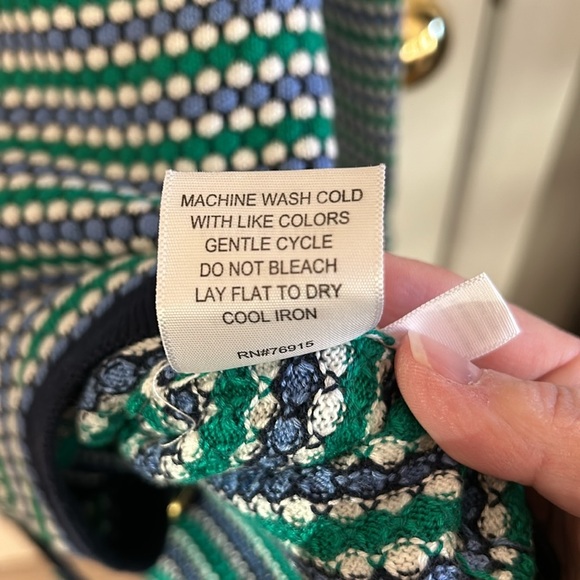 MACHINE WASH COLD
WITH LIKE COLORS
GENTLE CYCLE
DO NOT BLEACH
LAY FLAT TO DRY
COOL IRON
RN#76915